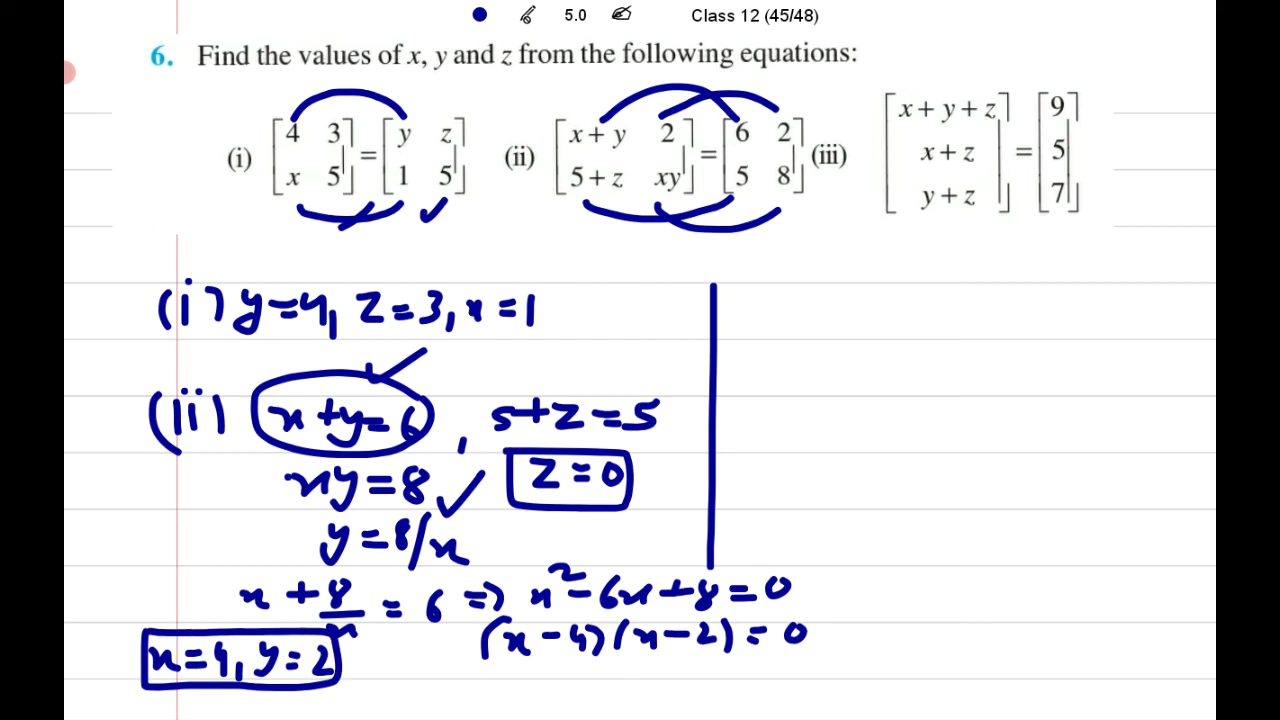 5.0 Class 12 (45/48)
6. Find the values of x, y and z from the following equations:
(i) [4 3 x 5] = [y z 1 5] (ii) [x + y 2 5 + z xy] = [6 2 5 8] (iii) [x + y + z x + z y + z] = [9 5 7]
(i) y=4, z=3, x=1
(ii) x+y=6, 5+z=5
xy=8 z=0
y=8/x
x+8/x=6 => x²-6x+8=0
(x-4)(x-2)=0
x=4, y=2